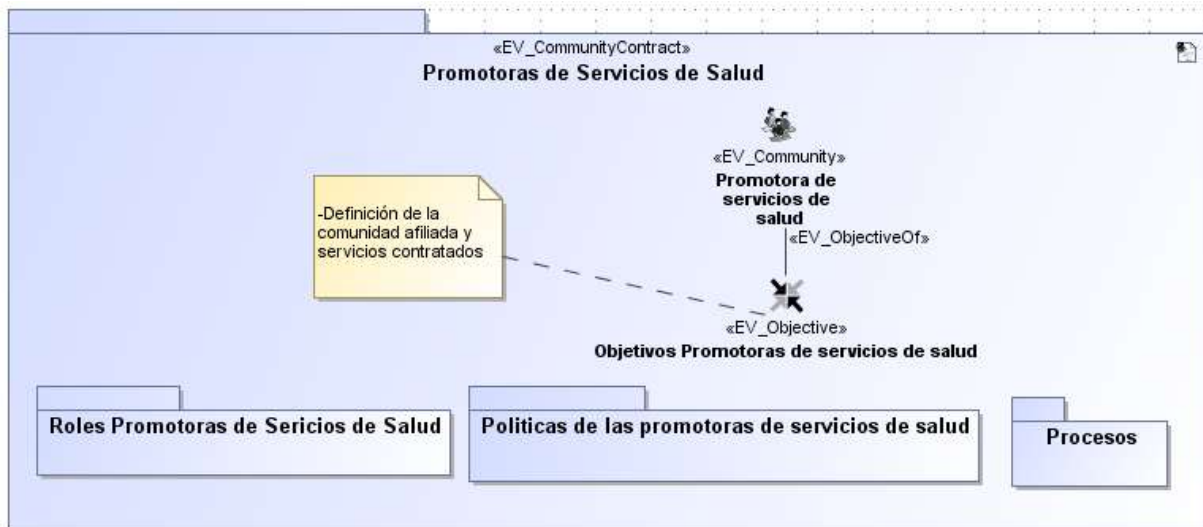 «EV_CommunityContract»
Promotoras de Servicios de Salud
«EV_Community»
Promotora de
servicios de
salud
«EV_ObjectiveOf»
-Definición de la
comunidad afiliada y
servicios contratados
«EV_Objective»
Objetivos Promotoras de servicios de salud
Roles Promotoras de Sericios de Salud
Politicas de las promotoras de servicios de salud
Procesos